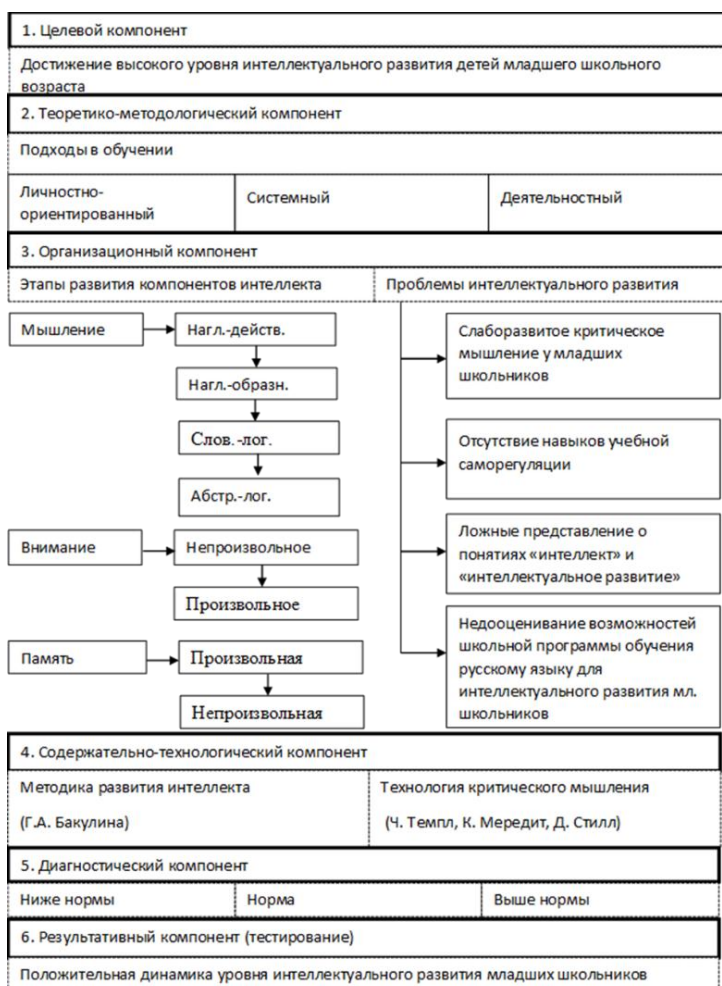 1. Целевой компонент
Достижение высокого уровня интеллектуального развития детей младшего школьного
возраста
2. Теоретико-методологический компонент
Подходы в обучении
Личностно-
ориентированный
Системный
Деятельностный
3. Организационный компонент
Этапы развития компонентов интеллекта
Мышление
Нагл.-действ.
Нагл.-образн.
Слов.-лог.
Абстр.-лог.
Внимание
Непроизвольное
Произвольное
Память
Произвольная
Непроизвольная
Проблемы интеллектуального развития
Слаборазвитое критическое
мышление у младших
школьников
Отсутствие навыков учебной
саморегуляции
Ложные представление о
понятиях «интеллект» и
«интеллектуальное развитие»
Недооценивание возможностей
школьной программы обучения
русскому языку для
интеллектуального развития мл.
школьников
4. Содержательно-технологический компонент
Методика развития интеллекта
(Г.А. Бакулина)
Технология критического мышления
(Ч. Темпл, К. Мередит, Д. Стилл)
5. Диагностический компонент
Ниже нормы
Норма
Выше нормы
6. Результативный компонент (тестирование)
Положительная динамика уровня интеллектуального развития младших школьников